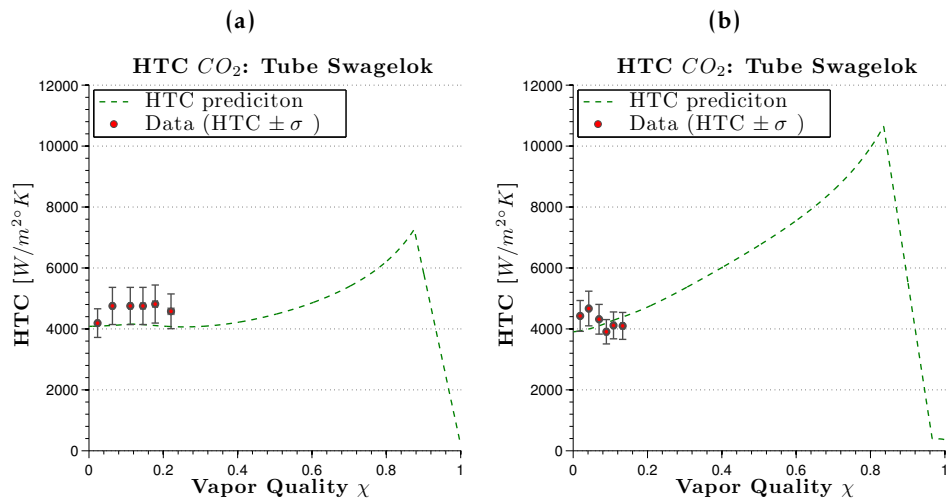 (a)
HTC CO₂: Tube Swagelok
12000
10000
8000
6000
4000
2000
0
HTC [W/m²°K]
HTC prediciton
Data (HTC ± σ )
0 0.2 0.4 0.6 0.8 1
Vapor Quality χ
(b)
HTC CO₂: Tube Swagelok
12000
10000
8000
6000
4000
2000
0
HTC [W/m²°K]
HTC prediciton
Data (HTC ± σ )
0 0.2 0.4 0.6 0.8 1
Vapor Quality χ